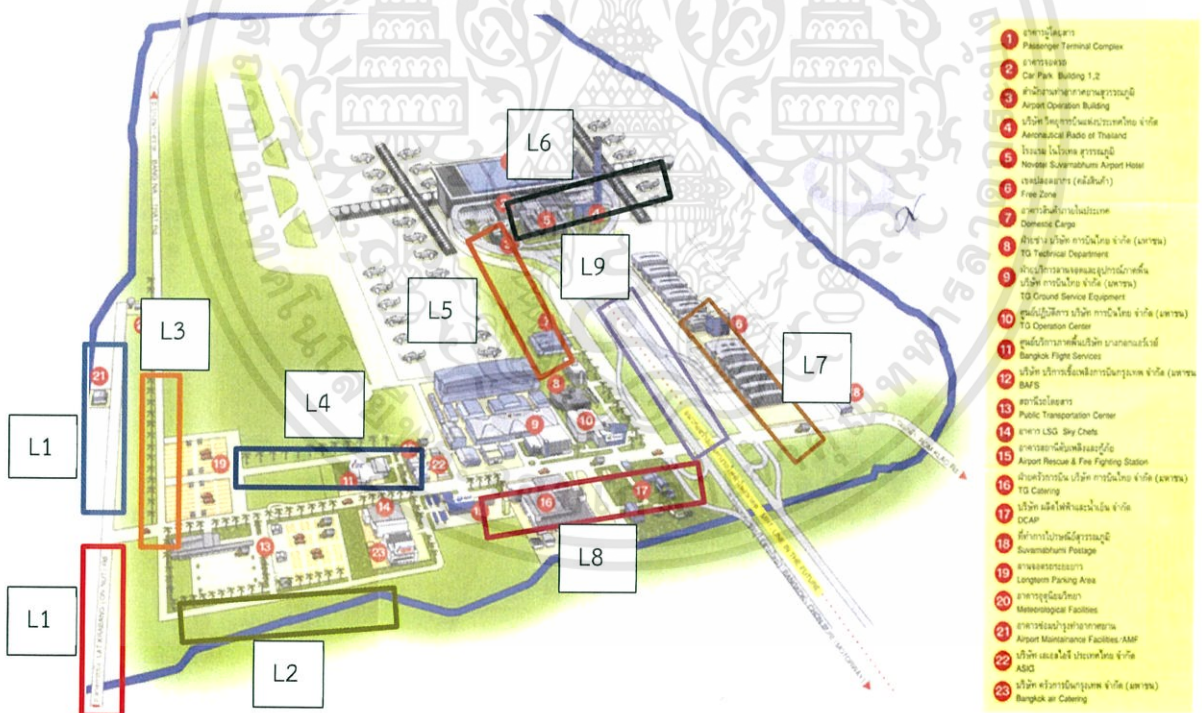 L6
L9
L5
L3
L7
L4
L1
L1
L8
L2
19
11
14
13
23
22
9
8
10
16
17
21
6
1
อาคารผู้โดยสาร
Passenger Terminal Complex
2
อาคารจอดรถ
Car Park Building 1,2
3
สำนักงานท่าอากาศยานสุวรรณภูมิ
Airport Operation Building
4
บริษัท วิทยุการบินแห่งประเทศไทย จำกัด
Aeronautical Radio of Thailand
5
โรงแรม โนโวเทล สุวรรณภูมิ
Novotel Suvarnabhumi Airport Hotel
6
เขตปลอดอากร (คลังสินค้า)
Free Zone
7
อาคารสินค้าภายในประเทศ
Domestic Cargo
8
ฝ่ายช่าง บริษัท การบินไทย จำกัด (มหาชน)
TG Technical Department
9
ฝ่ายบริการลานจอดและอุปกรณ์ภาคพื้น
บริษัท การบินไทย จำกัด (มหาชน)
TG Ground Service Equipment
10
ศูนย์ปฏิบัติการ บริษัท การบินไทย จำกัด (มหาชน)
TG Operation Center
11
ศูนย์บริการภาคพื้นบริษัท บางกอกแอร์เวย์
Bangkok Flight Services
12
บริษัท บริการเชื้อเพลิงการบินกรุงเทพ จำกัด (มหาชน
BAFS
13
สถานีรถโดยสาร
Public Transportation Center
14
อาคาร LSG Sky Chefs
15
อาคารสถานีดับเพลิงและกู้ภัย
Airport Rescue & Fire Fighting Station
16
ฝ่ายครัวการบิน บริษัท การบินไทย จำกัด (มหาชน)
TG Catering
17
บริษัท ผลิตไฟฟ้าและน้ำเย็น จำกัด
DCAP
18
ที่ทำการไปรษณีย์สุวรรณภูมิ
Suvarnabhumi Postage
19
ลานจอดรถระยะยาว
Longterm Parking Area
20
อาคารอุตุนิยมวิทยา
Meteorological Facilities
21
อาคารซ่อมบำรุงท่าอากาศยาน
Airport Maintainance Facilities /AMF
22
บริษัท เอเอสไอจี ประเทศไทย จำกัด
ASIG
23
บริษัท ครัวการบินกรุงเทพ จำกัด (มหาชน)
Bangkok air Catering